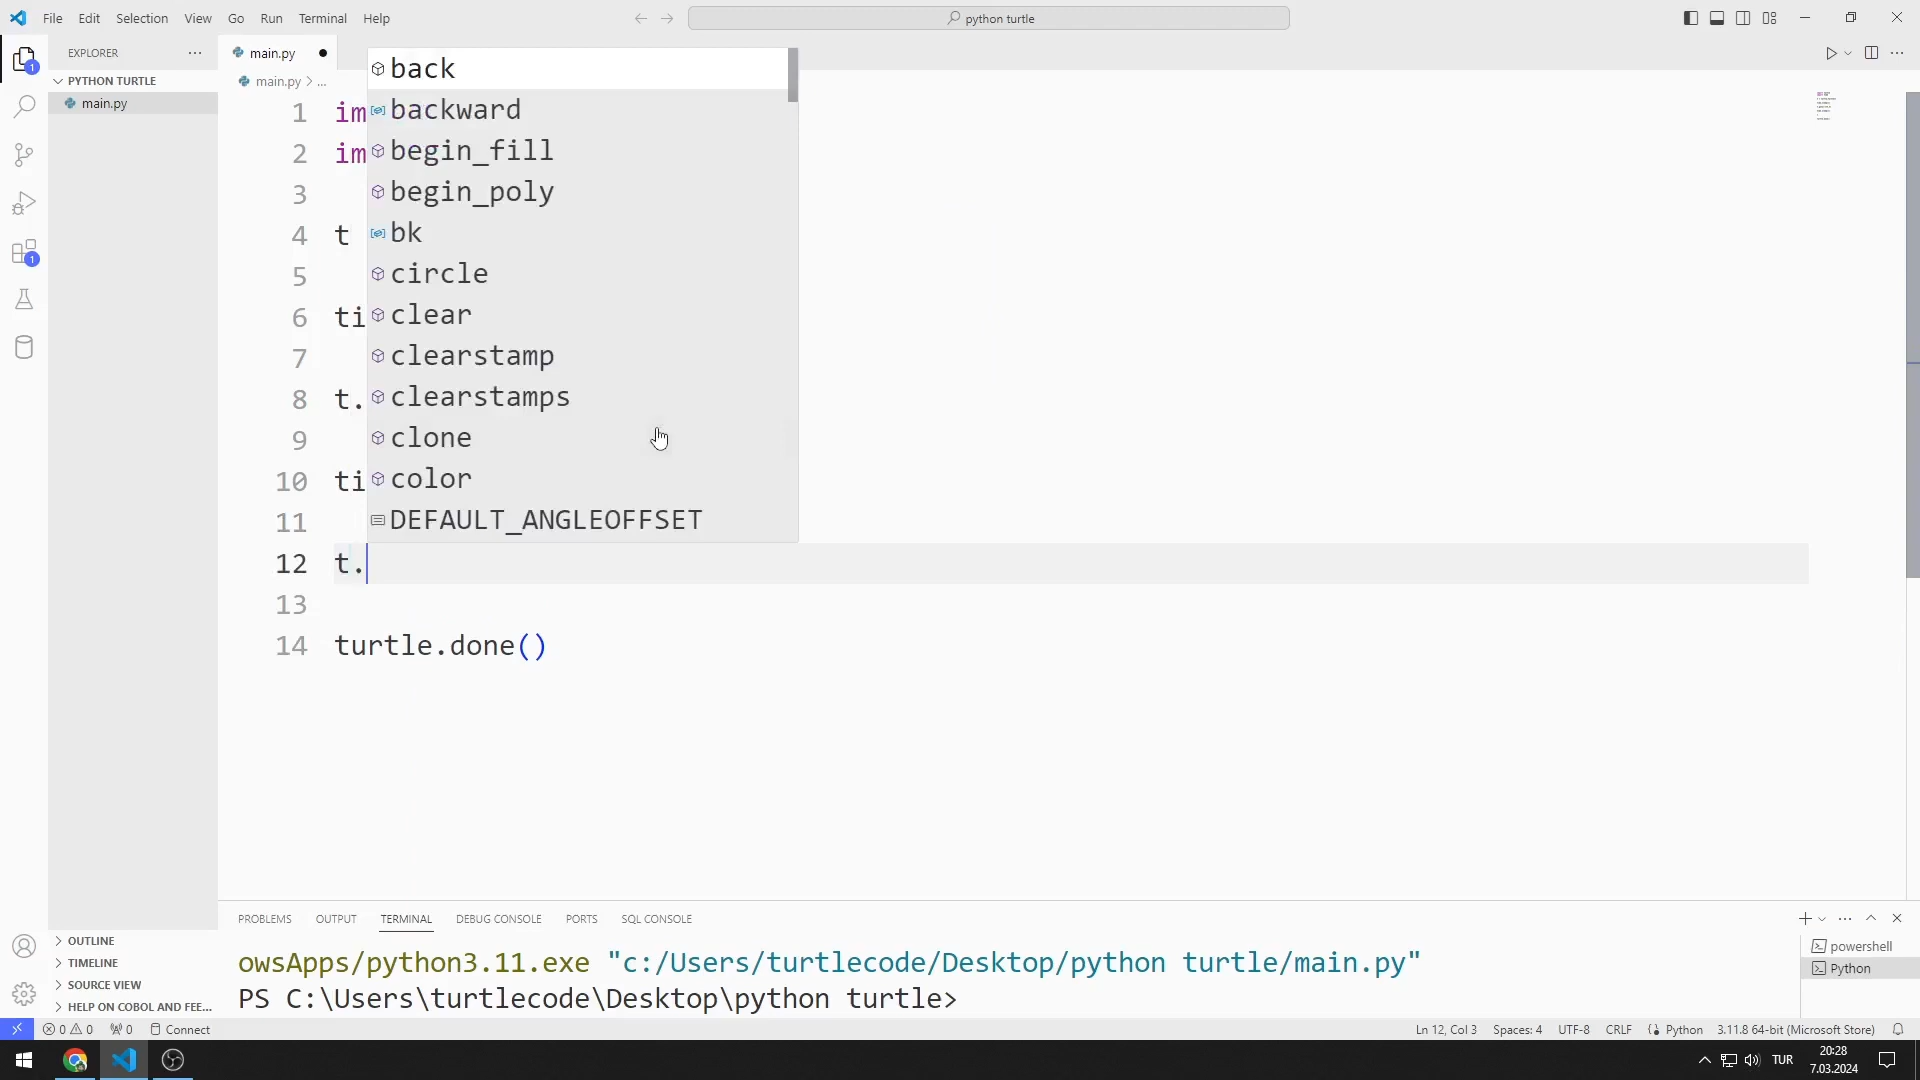 File Edit Selection View Go Run Terminal Help
python turtle
EXPLORER
PYTHON TURTLE
main.py
1
1
main.py
main.py > ...
1 im
2 im
3
4 t
5
6 ti
7
8 t.
9
10 ti
11
12 t.
13
14 turtle.done()
back
backward
begin_fill
begin_poly
bk
circle
clear
clearstamp
clearstamps
clone
color
DEFAULT_ANGLEOFFSET
OUTLINE
TIMELINE
SOURCE VIEW
HELP ON COBOL AND FEE...
PROBLEMS OUTPUT TERMINAL DEBUG CONSOLE PORTS SQL CONSOLE
owsApps/python3.11.exe "c:/Users/turtlecode/Desktop/python turtle/main.py"
PS C:\Users\turtlecode\Desktop\python turtle>
powershell
Python
0 0 0 Connect
Ln 12, Col 3 Spaces: 4 UTF-8 CRLF Python 3.11.8 64-bit (Microsoft Store)
TUR
20:28
7.03.2024